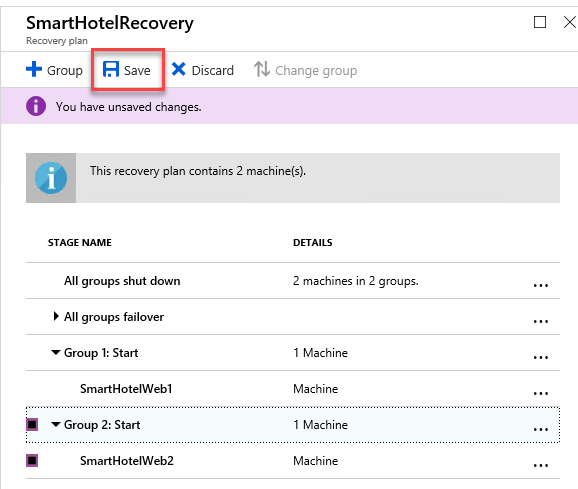 SmartHotelRecovery
Recovery plan
Group Save Discard Change group
You have unsaved changes.
This recovery plan contains 2 machine(s).
STAGE NAME DETAILS
All groups shut down 2 machines in 2 groups. ...
All groups failover ...
Group 1: Start 1 Machine ...
SmartHotelWeb1 Machine ...
Group 2: Start 1 Machine ...
SmartHotelWeb2 Machine ...